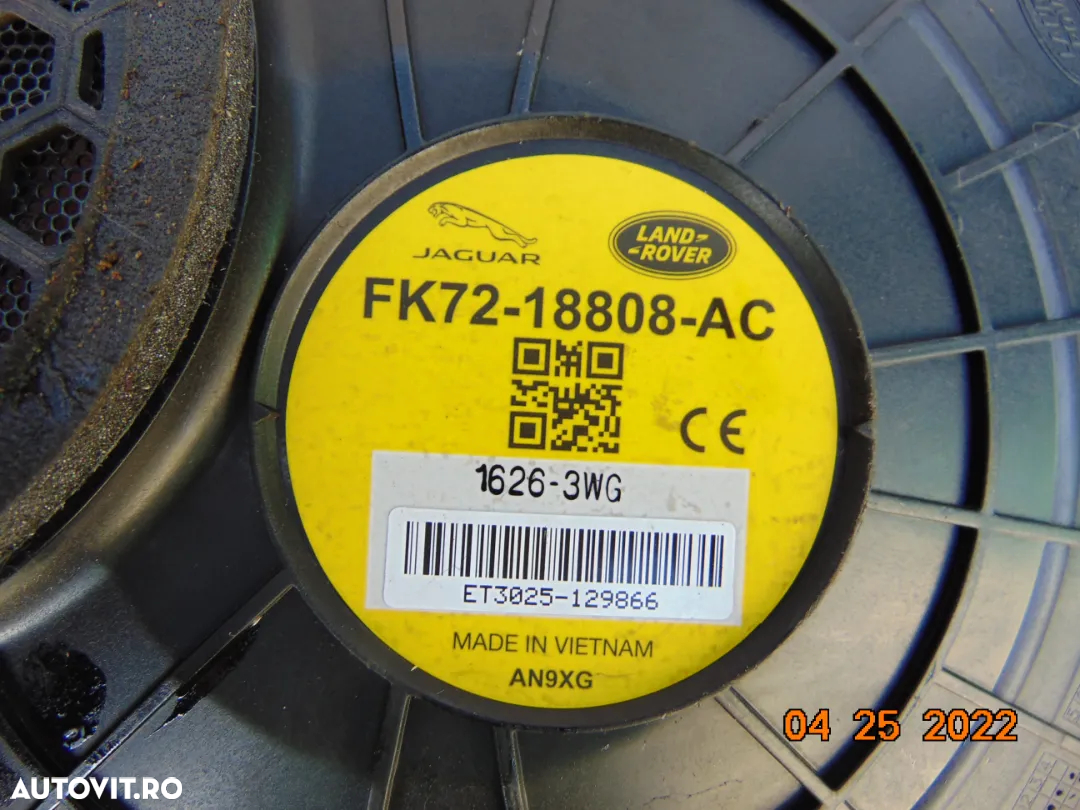 JAGUAR
LAND-
-ROVER
FK72-18808-AC
CE
1626-3WG
ET3025-129866
MADE IN VIETNAM
AN9XG
04 25 2022
AUTOVIT.RO